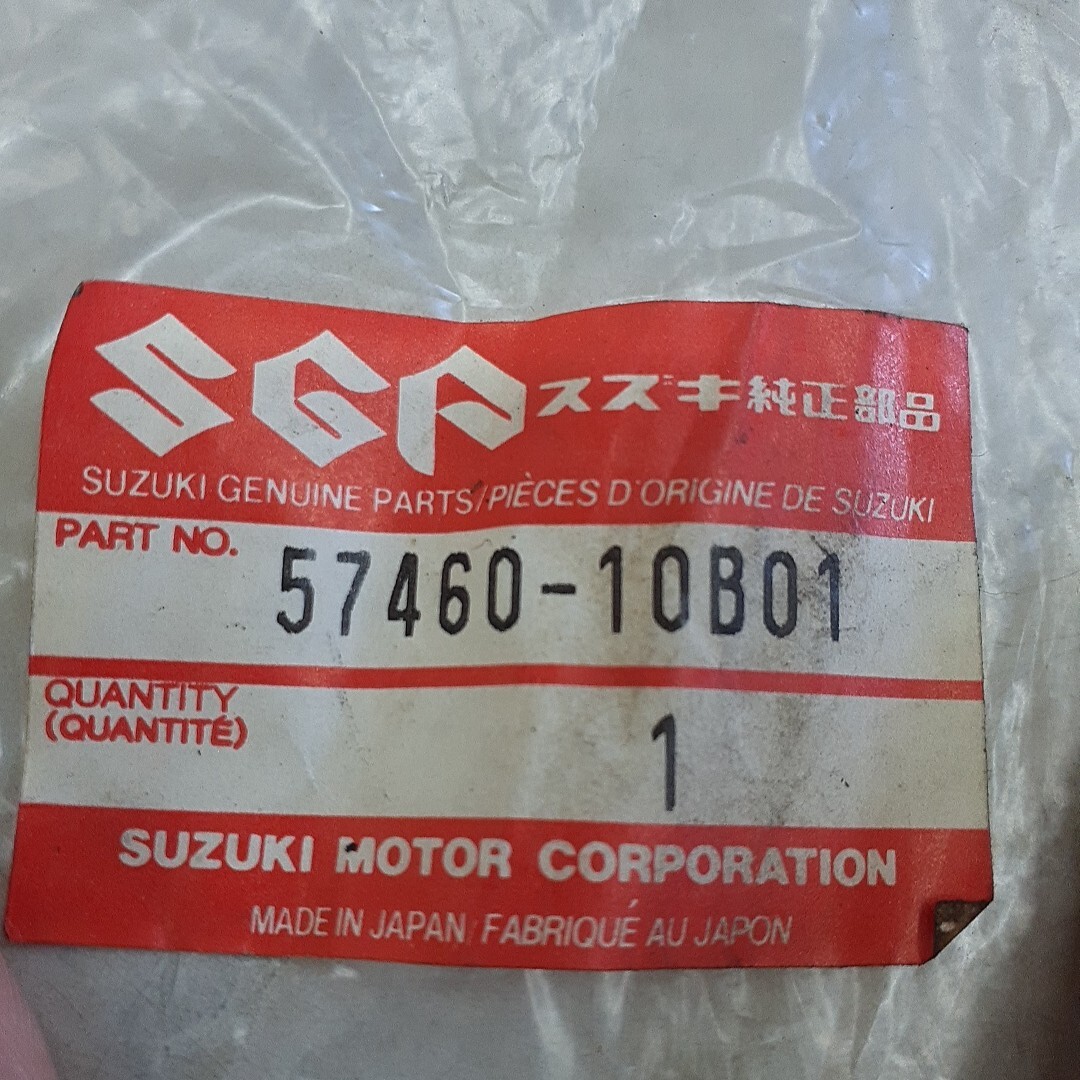 SGP スズキ純正部品
SUZUKI GENUINE PARTS/PIÈCES D'ORIGINE DE SUZUKI
PART NO. 57460-10B01
QUANTITY
(QUANTITÉ) 1
SUZUKI MOTOR CORPORATION
MADE IN JAPAN/FABRIQUÉ AU JAPON